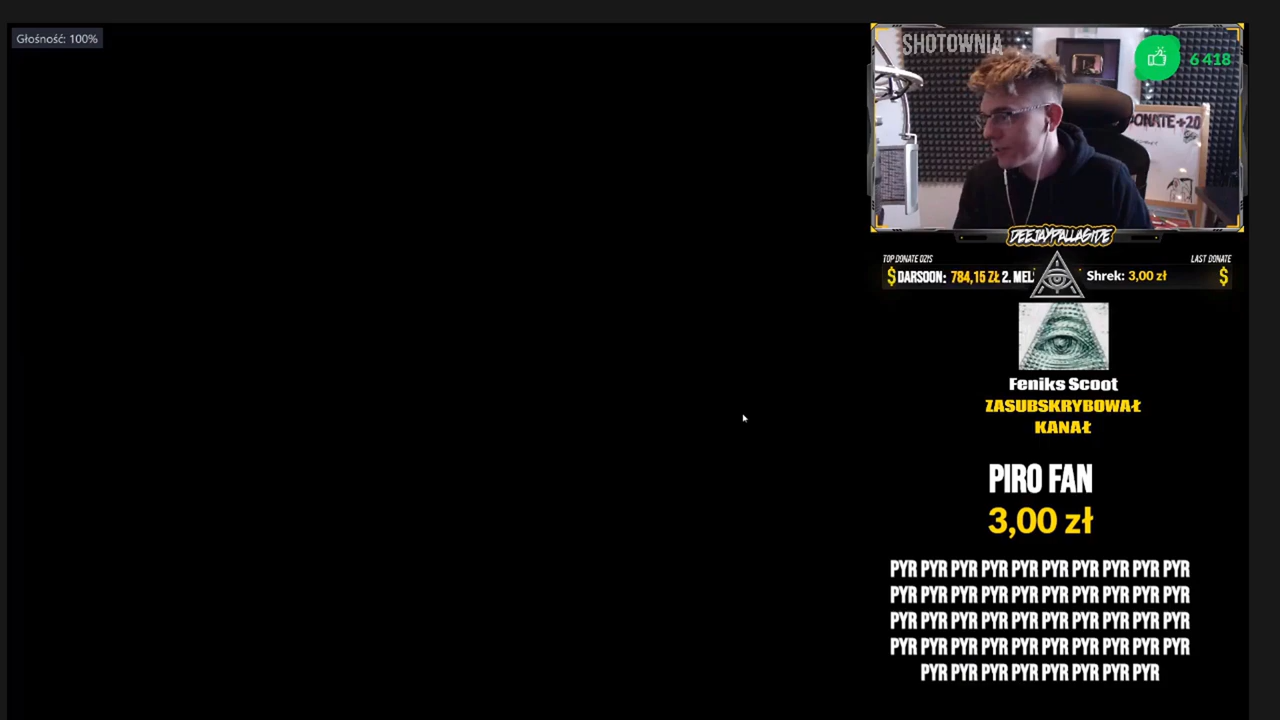 Głośność: 100%
SHOTOWNIA
6 418
DONATE +20
DEEJAYPALLASIDE
TOP DONATE DZIŚ
LAST DONATE
$ DARSOON: 784,15 ZŁ 2. MEL
Shrek: 3,00 zł $
Feniks Scoot
ZASUBSKRYBOWAŁ
KANAŁ
PIRO FAN
3,00 zł
PYR PYR PYR PYR PYR PYR PYR PYR PYR PYR
PYR PYR PYR PYR PYR PYR PYR PYR PYR PYR
PYR PYR PYR PYR PYR PYR PYR PYR PYR PYR
PYR PYR PYR PYR PYR PYR PYR PYR PYR PYR
PYR PYR PYR PYR PYR PYR PYR PYR